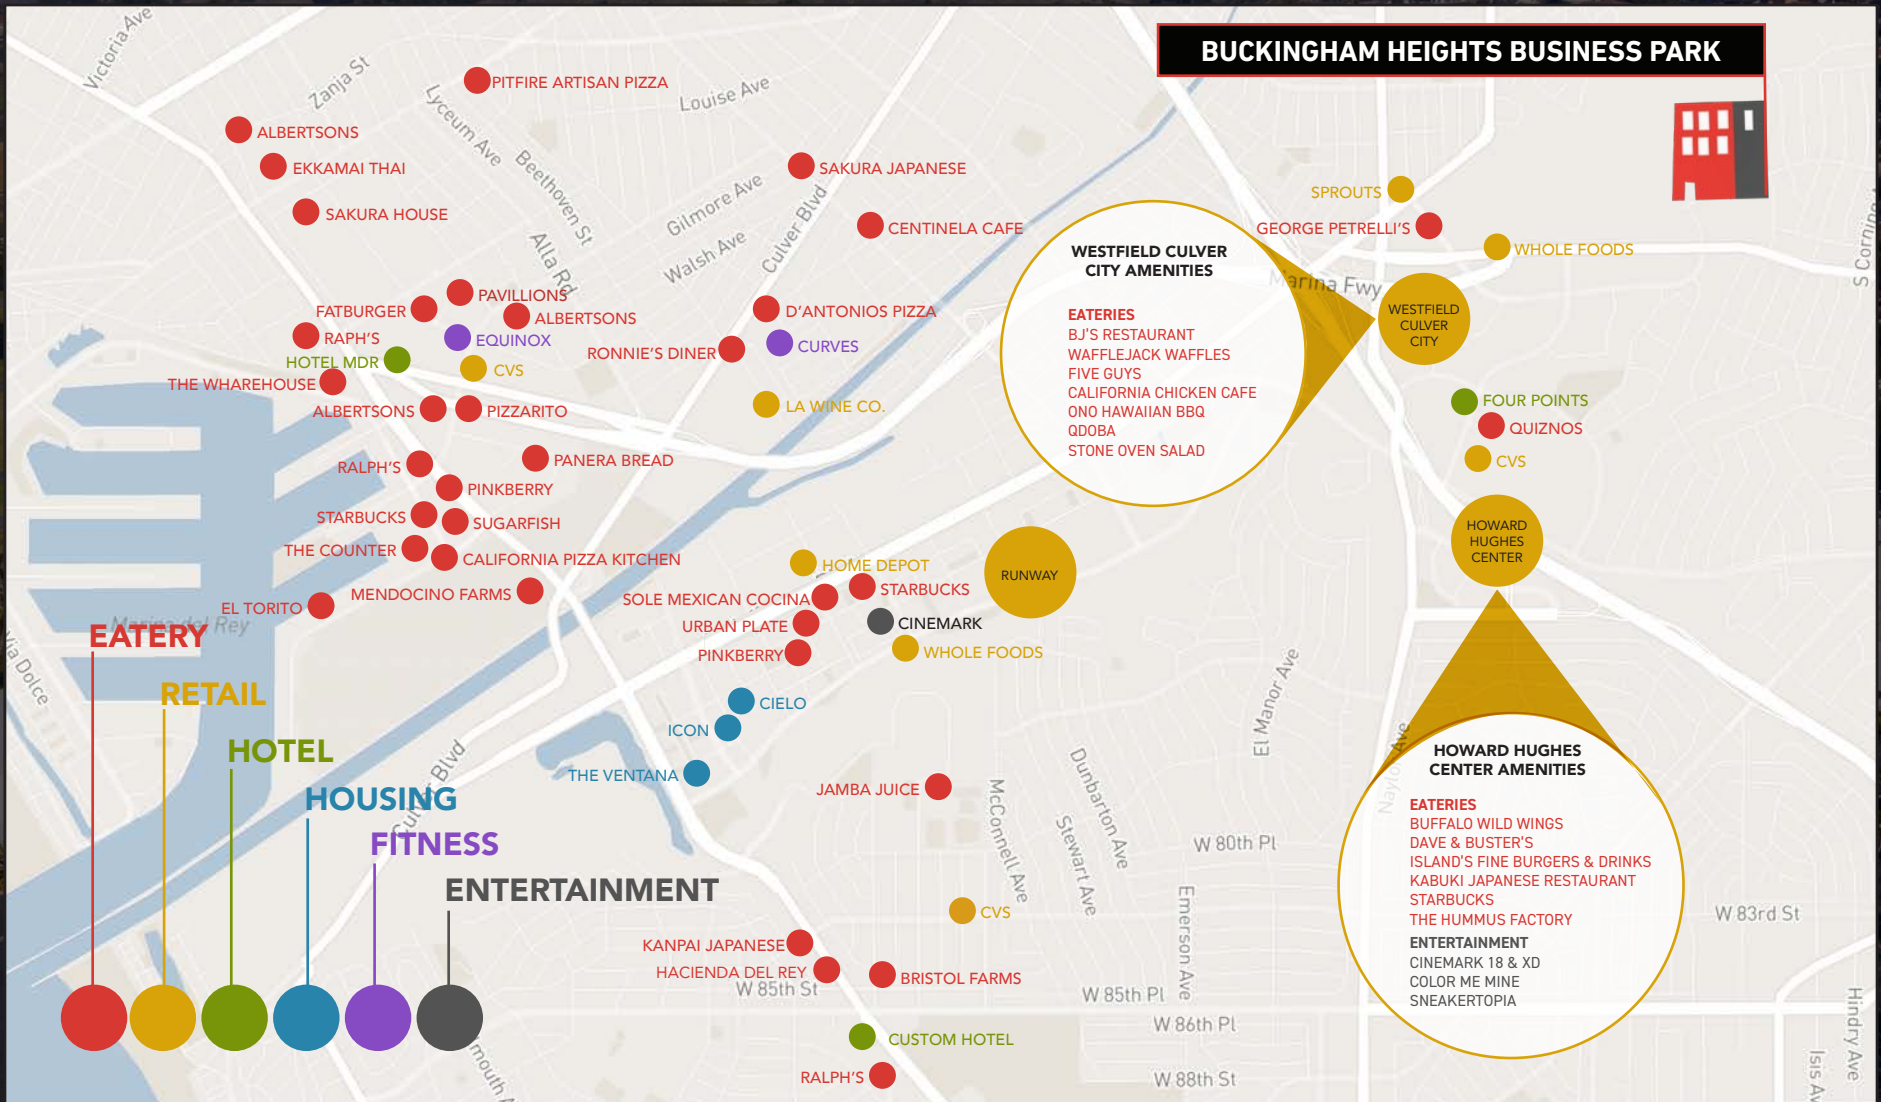 BUCKINGHAM HEIGHTS BUSINESS PARK
Victoria Ave
Zanja St
Lyceum Ave
Louise Ave
Beethoven St
Gilmore Ave
Walsh Ave
Alla Rd
Culver Blvd
PITFIRE ARTISAN PIZZA
ALBERTSONS
EKKAMAI THAI
SAKURA HOUSE
SAKURA JAPANESE
CENTINELA CAFE
SPROUTS
GEORGE PETRELLI'S
WHOLE FOODS
Marina Fwy
S Corning
WESTFIELD CULVER
CITY AMENITIES
EATERIES
BJ'S RESTAURANT
WAFFLEJACK WAFFLES
FIVE GUYS
CALIFORNIA CHICKEN CAFE
ONO HAWAIIAN BBQ
QDOBA
STONE OVEN SALAD
WESTFIELD
CULVER
CITY
PAVILLIONS
FATBURGER
ALBERTSONS
RAPH'S
EQUINOX
HOTEL MDR
CVS
THE WHAREHOUSE
ALBERTSONS
PIZZARITO
D'ANTONIOS PIZZA
RONNIE'S DINER
CURVES
LA WINE CO.
FOUR POINTS
QUIZNOS
CVS
RALPH'S
PANERA BREAD
PINKBERRY
STARBUCKS
SUGARFISH
THE COUNTER
CALIFORNIA PIZZA KITCHEN
MENDOCINO FARMS
EL TORITO
Marina del Rey
HOWARD
HUGHES
CENTER
RUNWAY
HOME DEPOT
STARBUCKS
SOLE MEXICAN COCINA
URBAN PLATE
CINEMARK
PINKBERRY
WHOLE FOODS
CIELO
ICON
THE VENTANA
JAMBA JUICE
Via Dolce
EATERY
RETAIL
HOTEL
HOUSING
FITNESS
ENTERTAINMENT
Culver Blvd
El Manor Ave
Dunbarton Ave
McConnell Ave
Stewart Ave
W 80th Pl
Emerson Ave
HOWARD HUGHES
CENTER AMENITIES
EATERIES
BUFFALO WILD WINGS
DAVE & BUSTER'S
ISLAND'S FINE BURGERS & DRINKS
KABUKI JAPANESE RESTAURANT
STARBUCKS
THE HUMMUS FACTORY
ENTERTAINMENT
CINEMARK 18 & XD
COLOR ME MINE
SNEAKERTOPIA
W 83rd St
CVS
KANPAI JAPANESE
HACIENDA DEL REY
BRISTOL FARMS
W 85th St
W 85th Pl
W 86th Pl
CUSTOM HOTEL
RALPH'S
W 88th St
Hindry Ave